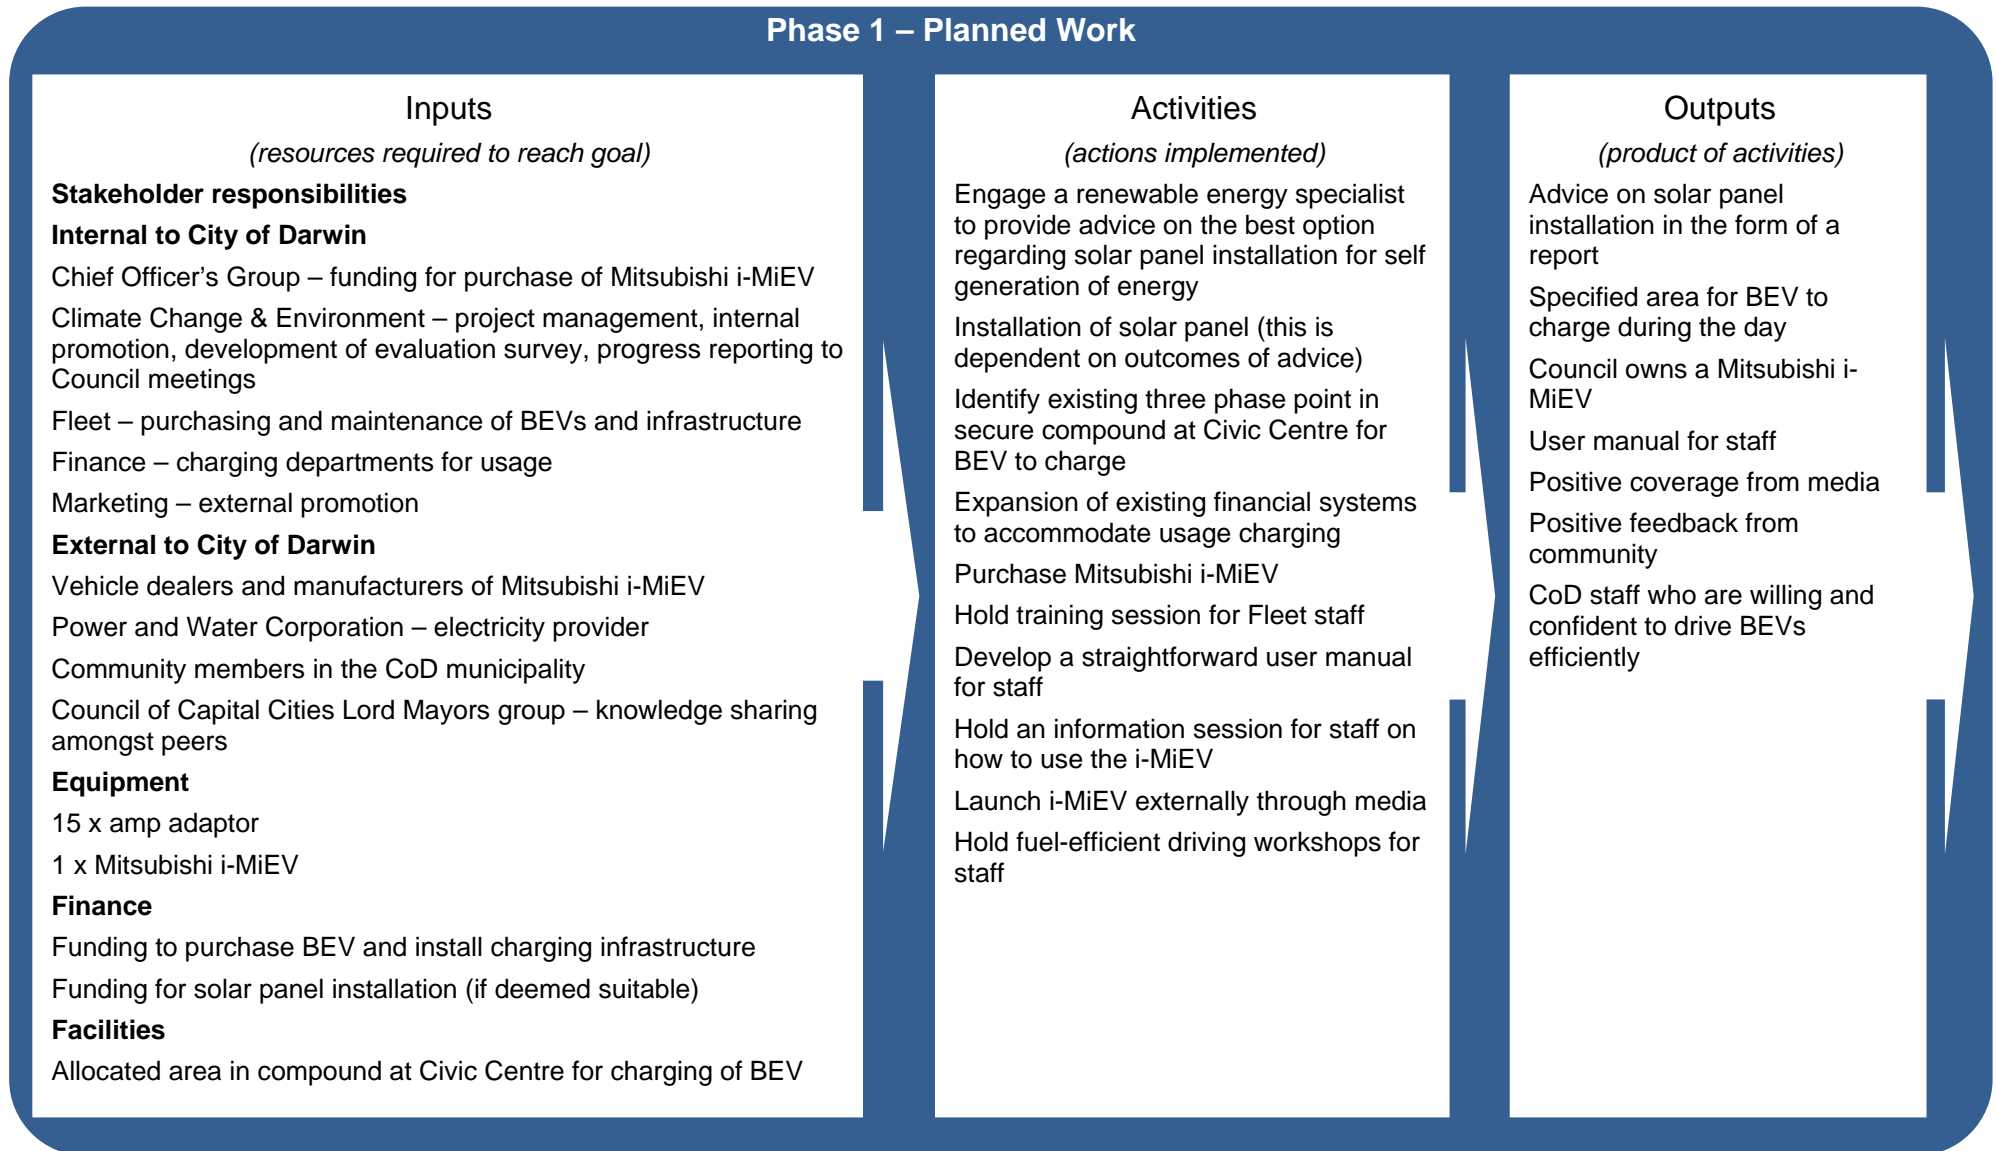 Phase 1 – Planned Work
Inputs
(resources required to reach goal)
Stakeholder responsibilities
Internal to City of Darwin
Chief Officer's Group – funding for purchase of Mitsubishi i-MiEV
Climate Change & Environment – project management, internal
promotion, development of evaluation survey, progress reporting to
Council meetings
Fleet – purchasing and maintenance of BEVs and infrastructure
Finance – charging departments for usage
Marketing – external promotion
External to City of Darwin
Vehicle dealers and manufacturers of Mitsubishi i-MiEV
Power and Water Corporation – electricity provider
Community members in the CoD municipality
Council of Capital Cities Lord Mayors group – knowledge sharing
amongst peers
Equipment
15 x amp adaptor
1 x Mitsubishi i-MiEV
Finance
Funding to purchase BEV and install charging infrastructure
Funding for solar panel installation (if deemed suitable)
Facilities
Allocated area in compound at Civic Centre for charging of BEV
Activities
(actions implemented)
Engage a renewable energy specialist
to provide advice on the best option
regarding solar panel installation for self
generation of energy
Installation of solar panel (this is
dependent on outcomes of advice)
Identify existing three phase point in
secure compound at Civic Centre for
BEV to charge
Expansion of existing financial systems
to accommodate usage charging
Purchase Mitsubishi i-MiEV
Hold training session for Fleet staff
Develop a straightforward user manual
for staff
Hold an information session for staff on
how to use the i-MiEV
Launch i-MiEV externally through media
Hold fuel-efficient driving workshops for
staff
Outputs
(product of activities)
Advice on solar panel
installation in the form of a
report
Specified area for BEV to
charge during the day
Council owns a Mitsubishi i-
MiEV
User manual for staff
Positive coverage from media
Positive feedback from
community
CoD staff who are willing and
confident to drive BEVs
efficiently